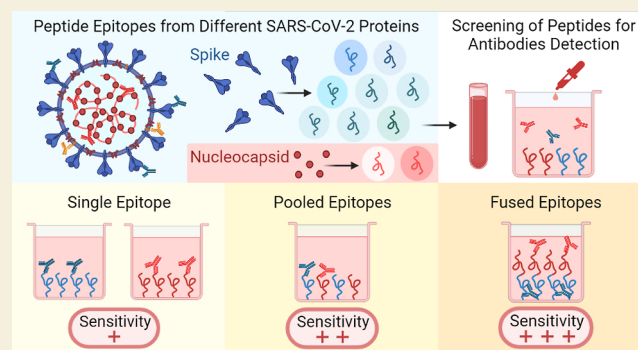 Peptide Epitopes from Different SARS-CoV-2 Proteins
Spike
Nucleocapsid
Screening of Peptides for
Antibodies Detection
Single Epitope
Sensitivity
+
Pooled Epitopes
Sensitivity
+ +
Fused Epitopes
Sensitivity
+ + +